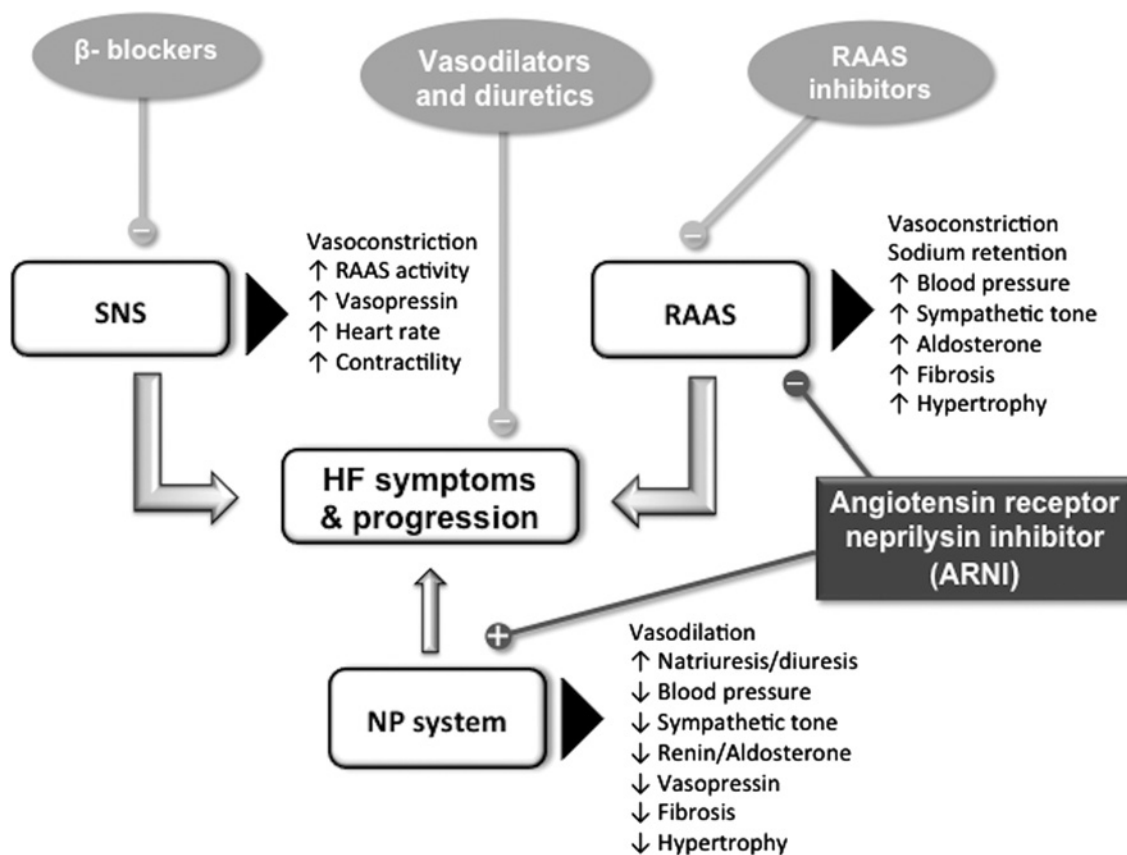 β- blockers
Vasodilators
and diuretics
RAAS
inhibitors
−
−
SNS
Vasoconstriction
↑ RAAS activity
↑ Vasopressin
↑ Heart rate
↑ Contractility
−
RAAS
Vasoconstriction
Sodium retention
↑ Blood pressure
↑ Sympathetic tone
↑ Aldosterone
↑ Fibrosis
↑ Hypertrophy
−
HF symptoms
& progression
Angiotensin receptor
neprilysin inhibitor
(ARNI)
+
NP system
Vasodilation
↑ Natriuresis/diuresis
↓ Blood pressure
↓ Sympathetic tone
↓ Renin/Aldosterone
↓ Vasopressin
↓ Fibrosis
↓ Hypertrophy